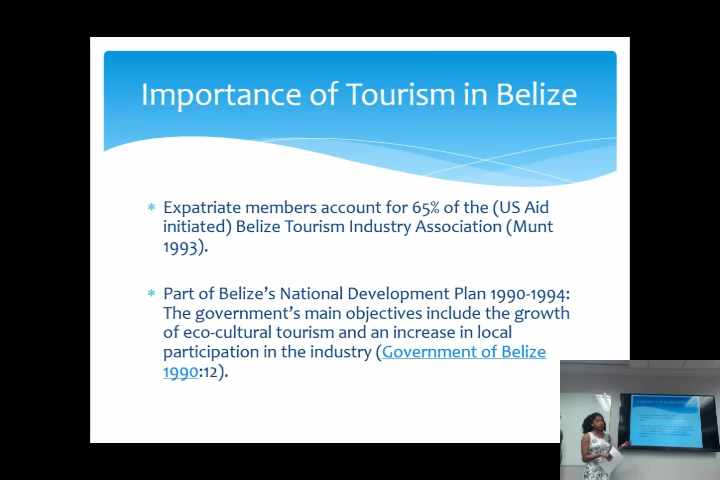 Importance of Tourism in Belize
Expatriate members account for 65% of the (US Aid
initiated) Belize Tourism Industry Association (Munt
1993).
Part of Belize's National Development Plan 1990-1994:
The government's main objectives include the growth
of eco-cultural tourism and an increase in local
participation in the industry (Government of Belize
1990:12).